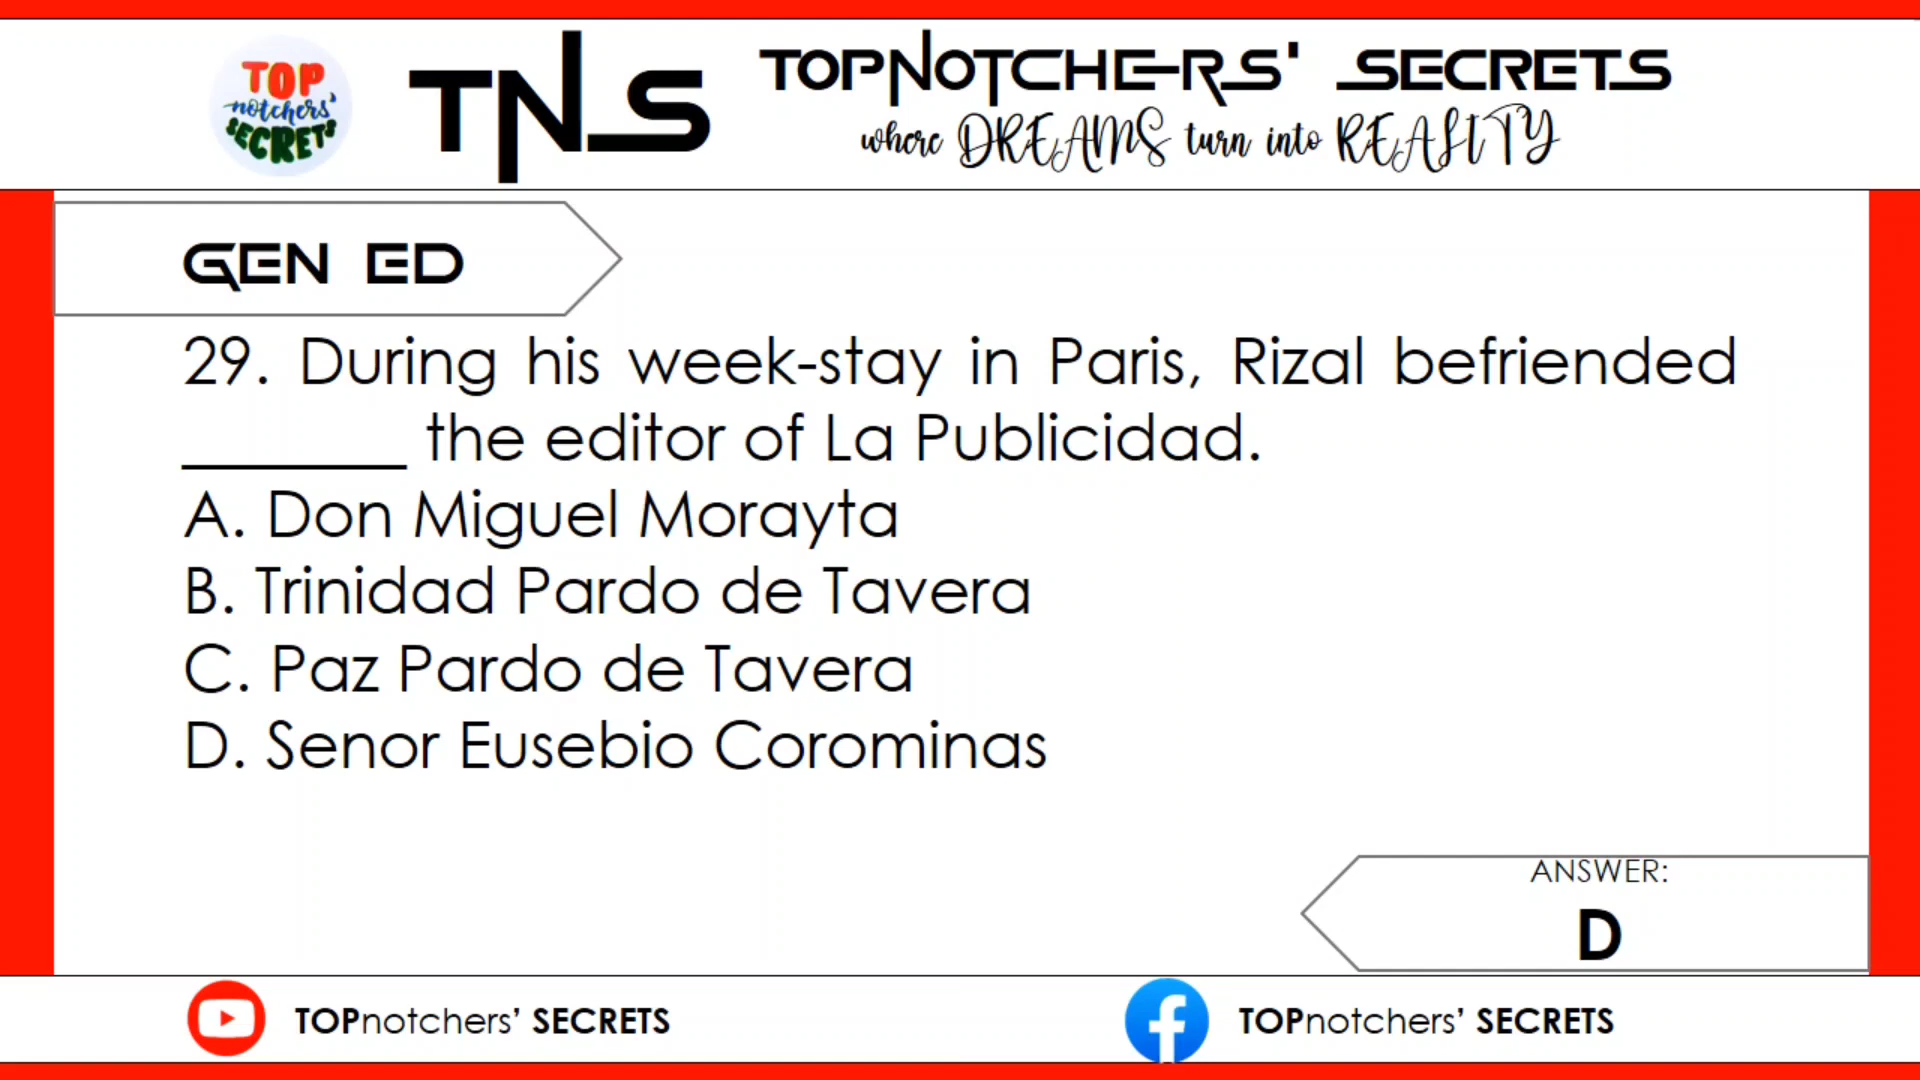 TOP
notchers'
SECRETS
TNS
TOPNOTCHERS' SECRETS
where DREAMS turn into REALITY
GEN ED
29. During his week-stay in Paris, Rizal befriended
_______ the editor of La Publicidad.
A. Don Miguel Morayta
B. Trinidad Pardo de Tavera
C. Paz Pardo de Tavera
D. Senor Eusebio Corominas
ANSWER:
D
TOPnotchers’ SECRETS
TOPnotchers’ SECRETS